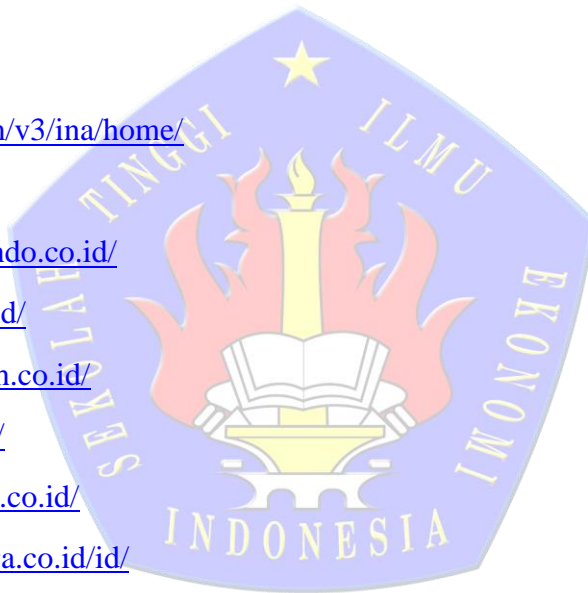 n/v3/ina/home/
ndo.co.id/
d/
n.co.id/
/
.co.id/
a.co.id/id/
SEKOLAH TINGGI ILMU EKONOMI
INDONESIA